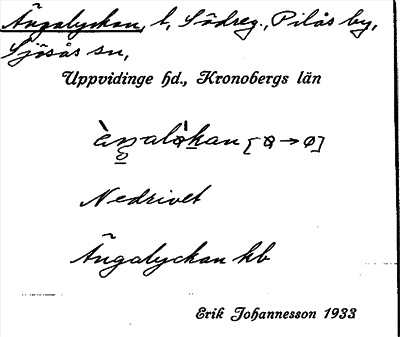 Ängalyckan, l, Södreg., Pilås by,
Sjösås sn,
Uppvidinge hd., Kronobergs län
Nedrivet
Ängalyckan kb
Erik Johannesson 1933